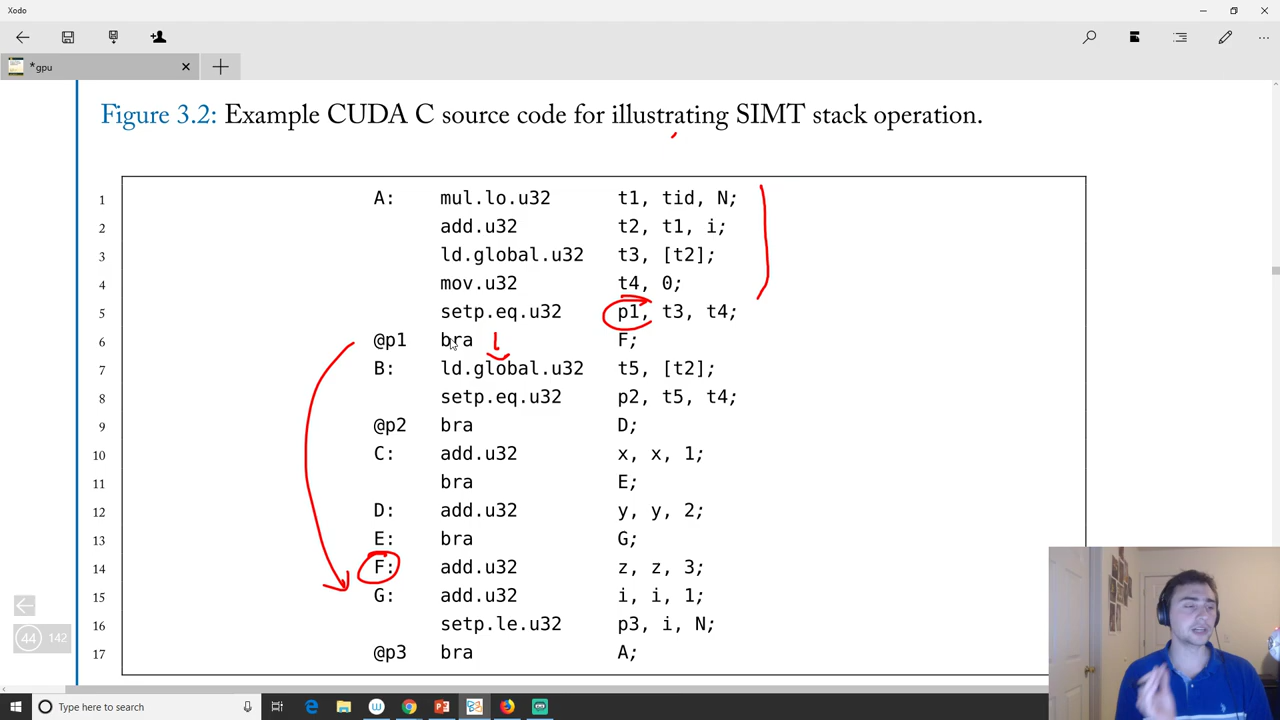 Xodo
*gpu
Figure 3.2: Example CUDA C source code for illustrating SIMT stack operation.
1 A: mul.lo.u32 t1, tid, N;
2 add.u32 t2, t1, i;
3 ld.global.u32 t3, [t2];
4 mov.u32 t4, 0;
5 setp.eq.u32 p1, t3, t4;
6 @p1 bra F;
7 B: ld.global.u32 t5, [t2];
8 setp.eq.u32 p2, t5, t4;
9 @p2 bra D;
10 C: add.u32 x, x, 1;
11 bra E;
12 D: add.u32 y, y, 2;
13 E: bra G;
14 F: add.u32 z, z, 3;
15 G: add.u32 i, i, 1;
16 setp.le.u32 p3, i, N;
17 @p3 bra A;
44 142
Type here to search